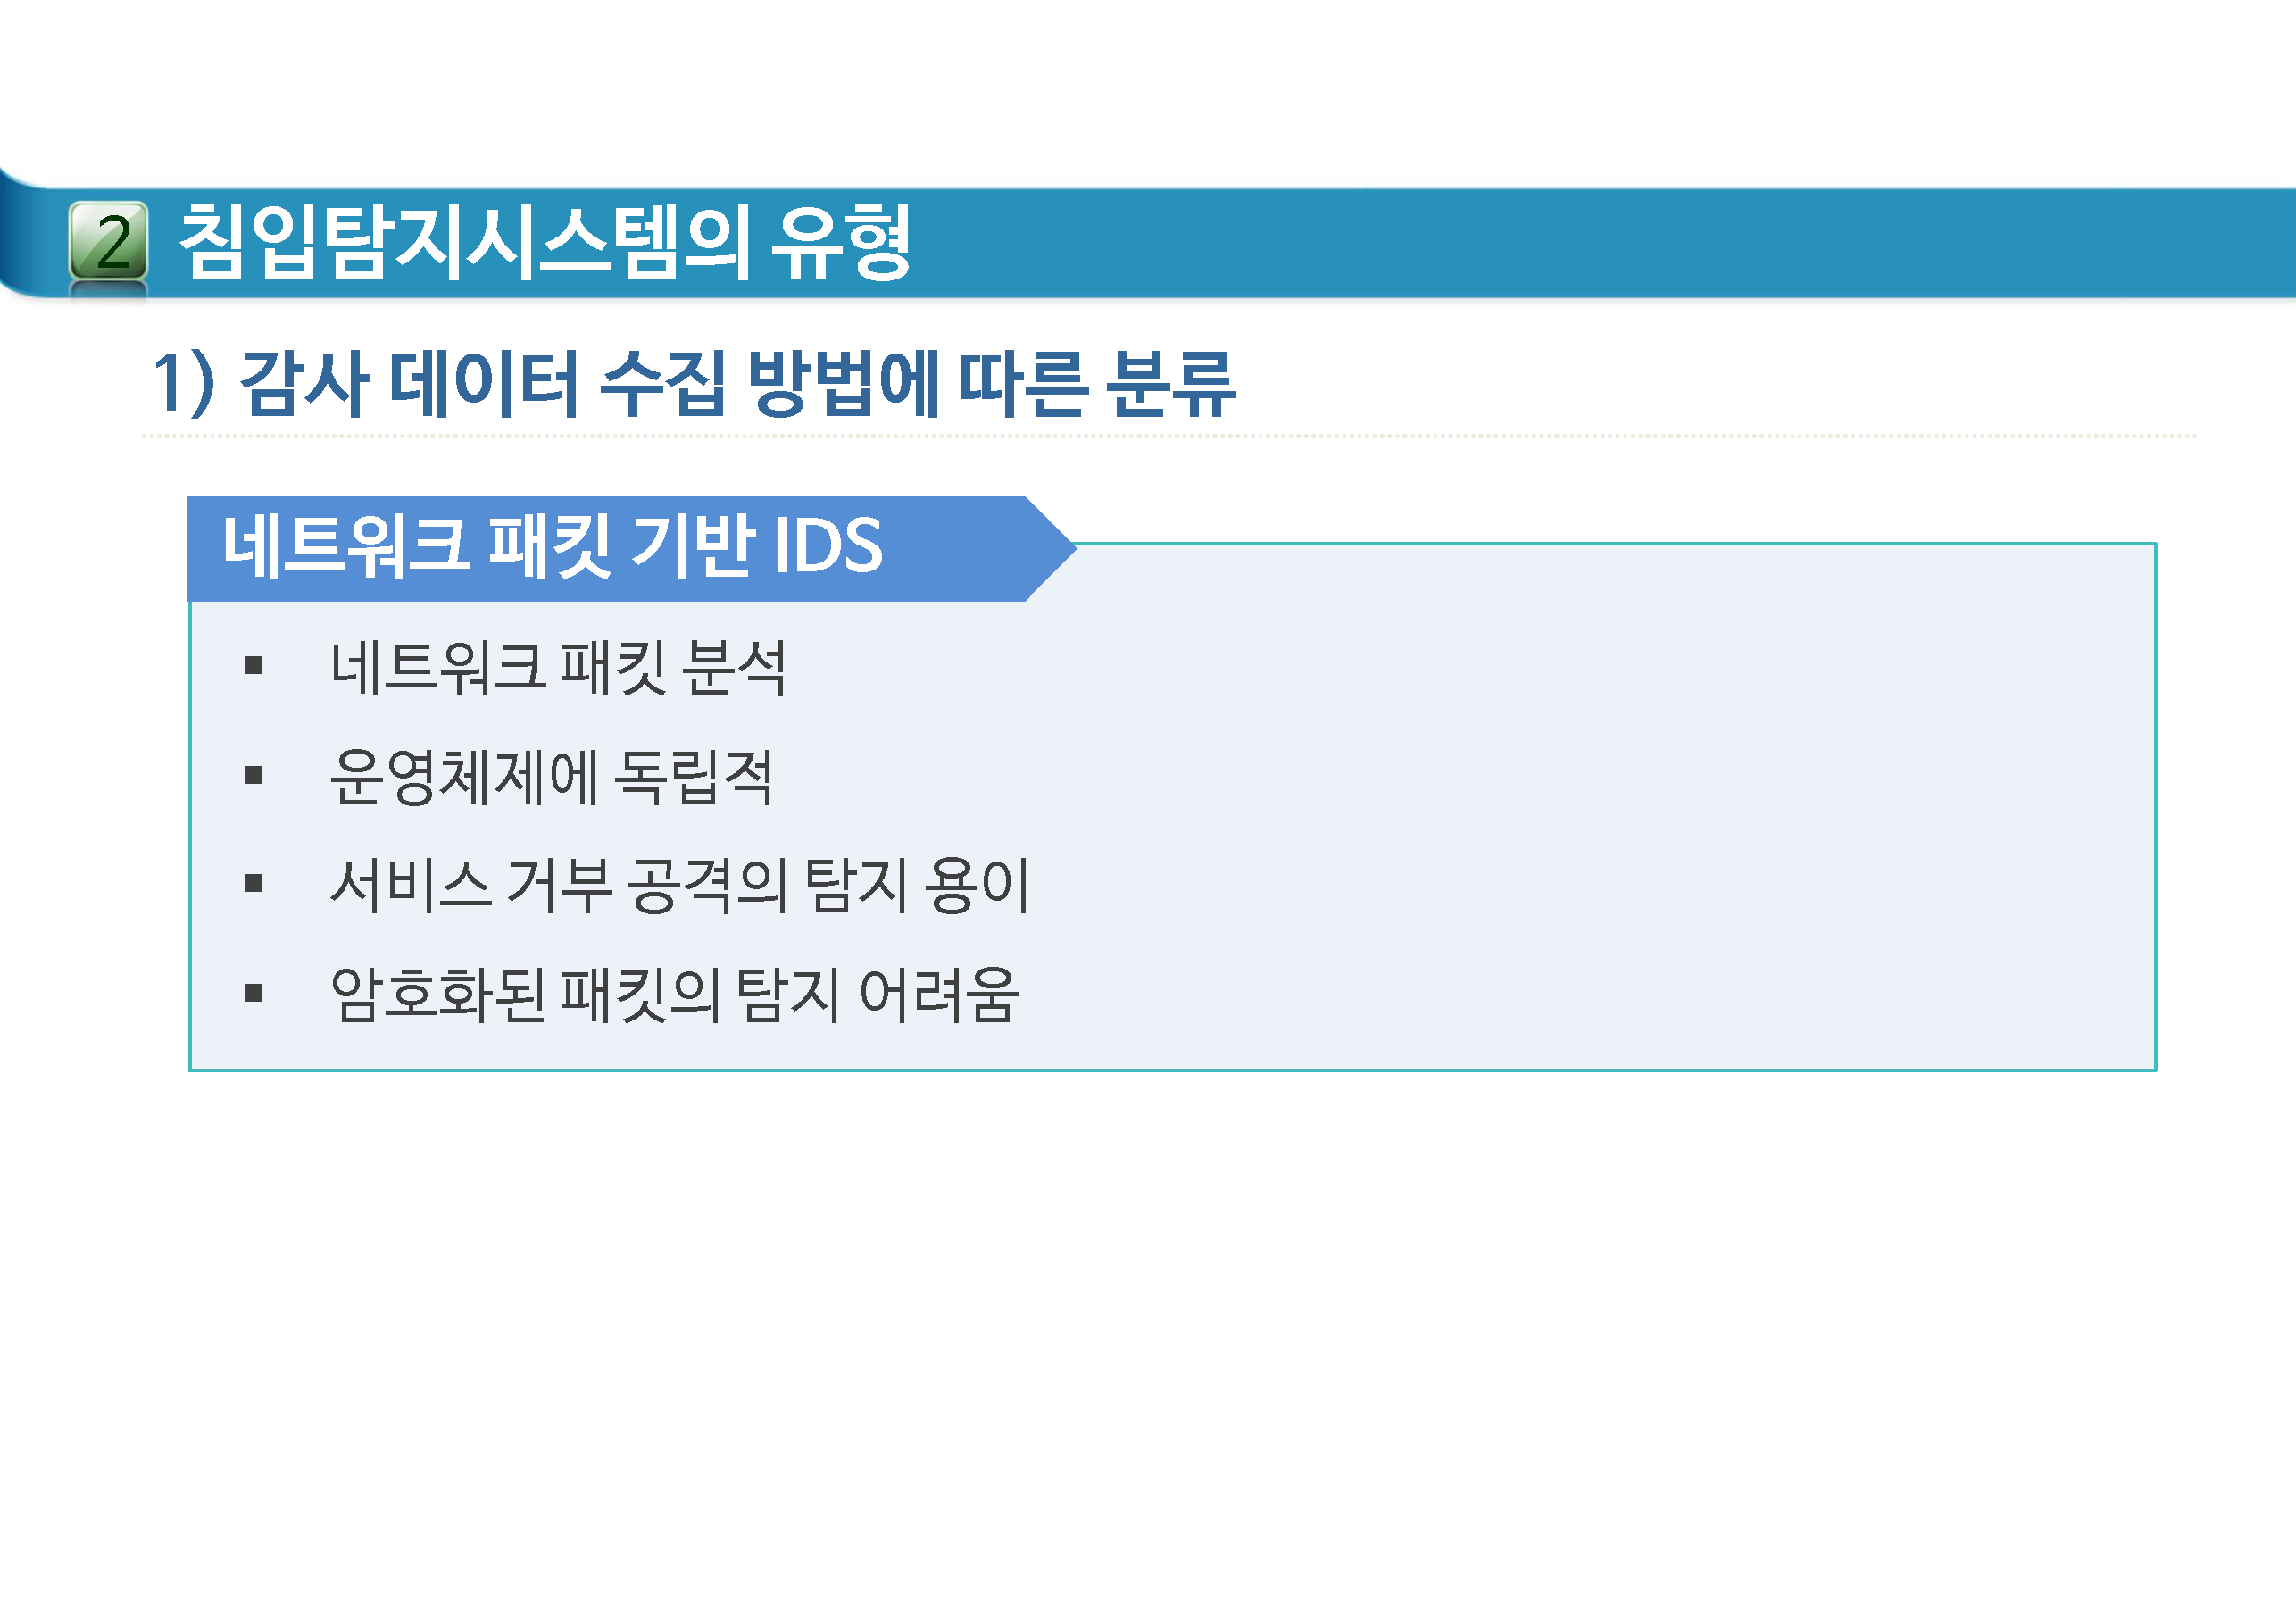 2 침입탐지시스템의 유형
1) 감사 데이터 수집 방법에 따른 분류
네트워크 패킷 기반 IDS
▪ 네트워크 패킷 분석
▪ 운영체제에 독립적
▪ 서비스 거부 공격의 탐지 용이
▪ 암호화된 패킷의 탐지 어려움